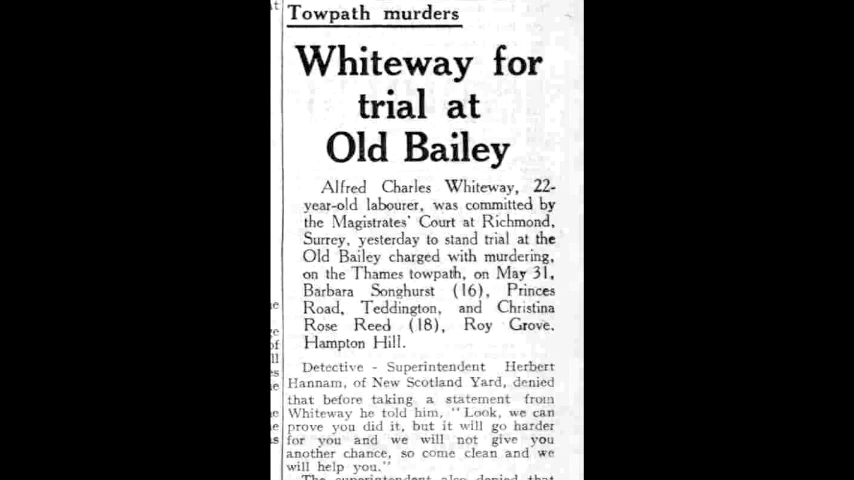 Towpath murders
Whiteway for
trial at
Old Bailey
Alfred Charles Whiteway, 22-
year-old labourer, was committed by
the Magistrates' Court at Richmond,
Surrey, yesterday to stand trial at the
Old Bailey charged with murdering,
on the Thames towpath, on May 31,
Barbara Songhurst (16), Princes
Road, Teddington, and Christina
Rose Reed (18), Roy Grove.
Hampton Hill.
Detective - Superintendent Herbert
Hannam, of New Scotland Yard, denied
that before taking a statement from
Whiteway he told him, "Look, we can
prove you did it, but it will go harder
for you and we will not give you
another chance, so come clean and we
will help you."
The superintendent also denied that